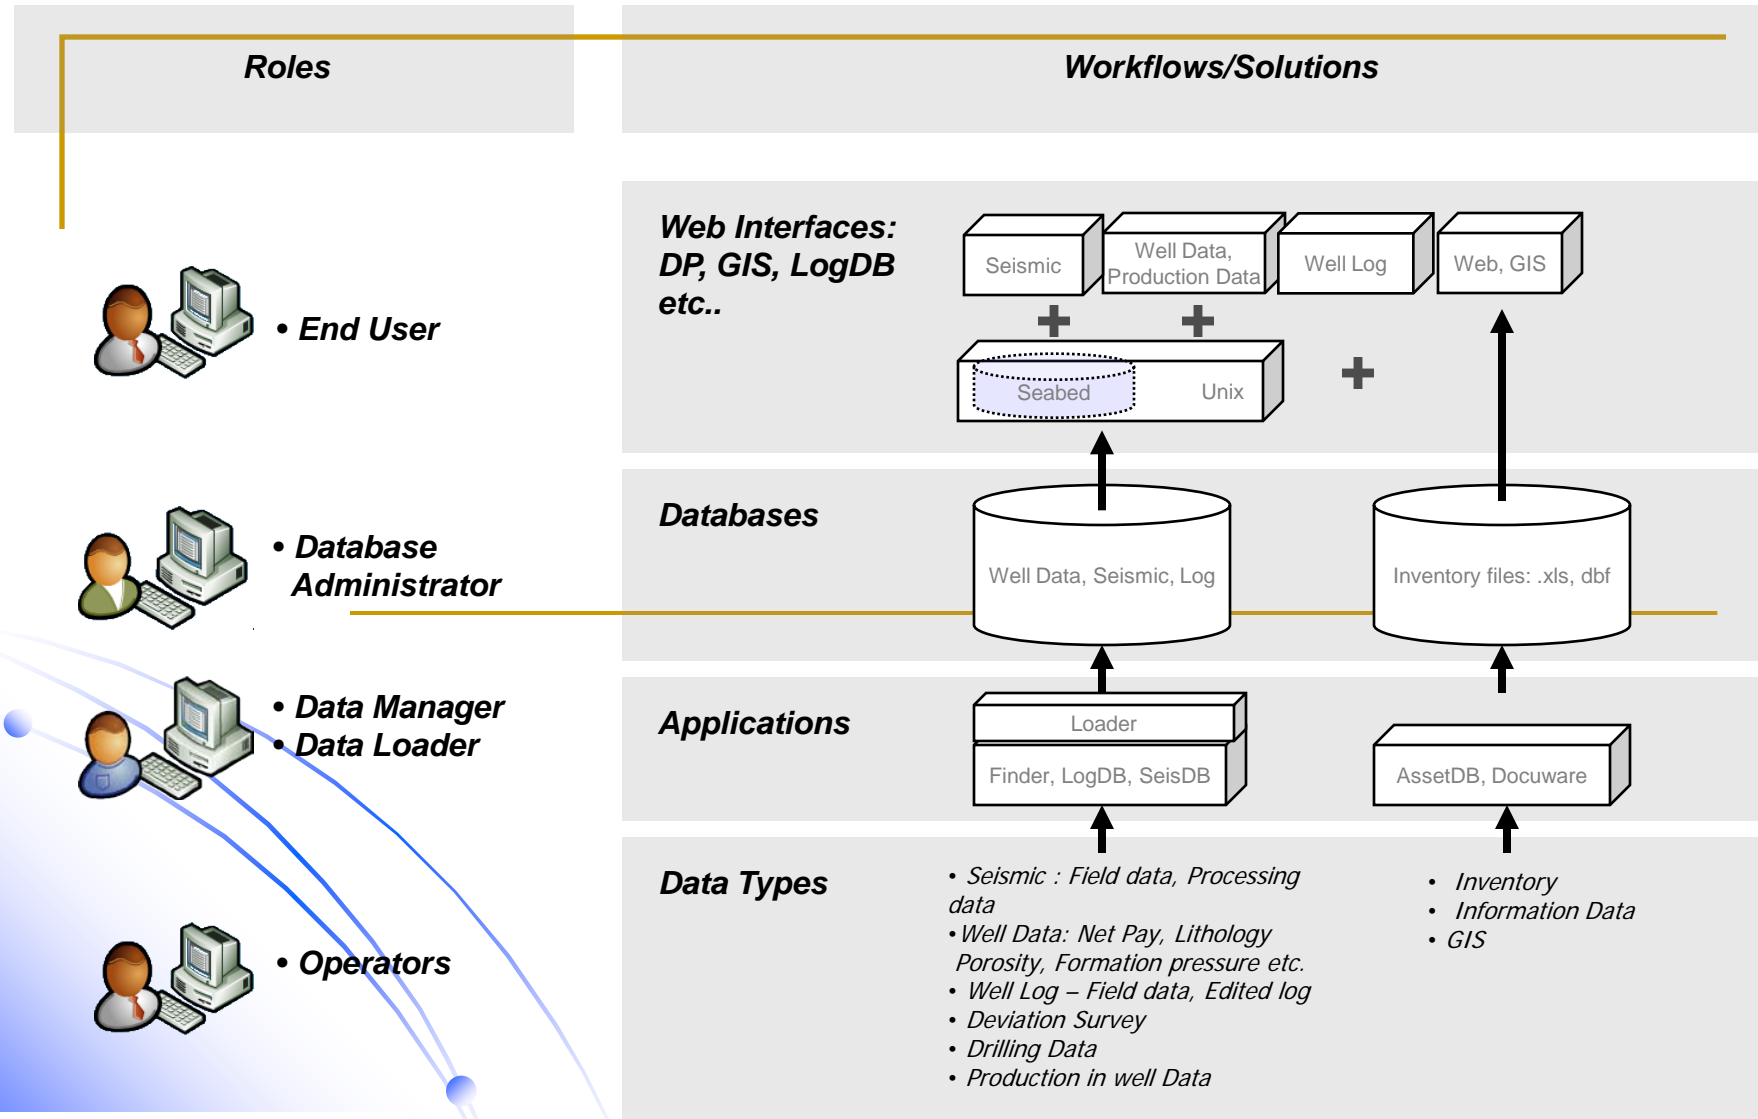 Roles
Workflows/Solutions
Web Interfaces:
DP, GIS, LogDB
etc..
Seismic
Well Data,
Production Data
Well Log
Web, GIS
Seabed
Unix
• End User
Databases
Well Data, Seismic, Log
Inventory files: .xls, dbf
• Database
Administrator
Applications
Loader
Finder, LogDB, SeisDB
AssetDB, Docuware
• Data Manager
• Data Loader
Data Types
• Seismic : Field data, Processing
data
•Well Data: Net Pay, Lithology
Porosity, Formation pressure etc.
• Well Log – Field data, Edited log
• Deviation Survey
• Drilling Data
• Production in well Data
• Inventory
• Information Data
• GIS
• Operators